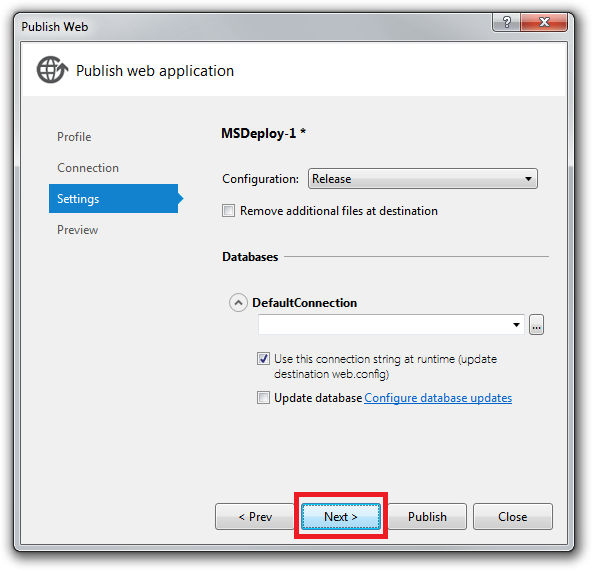 Publish Web
?
Publish web application
Profile
Connection
Settings
Preview
MSDeploy-1 *
Configuration: Release
Remove additional files at destination
Databases
DefaultConnection
...
Use this connection string at runtime (update
destination web.config)
Update database Configure database updates
< Prev Next > Publish Close